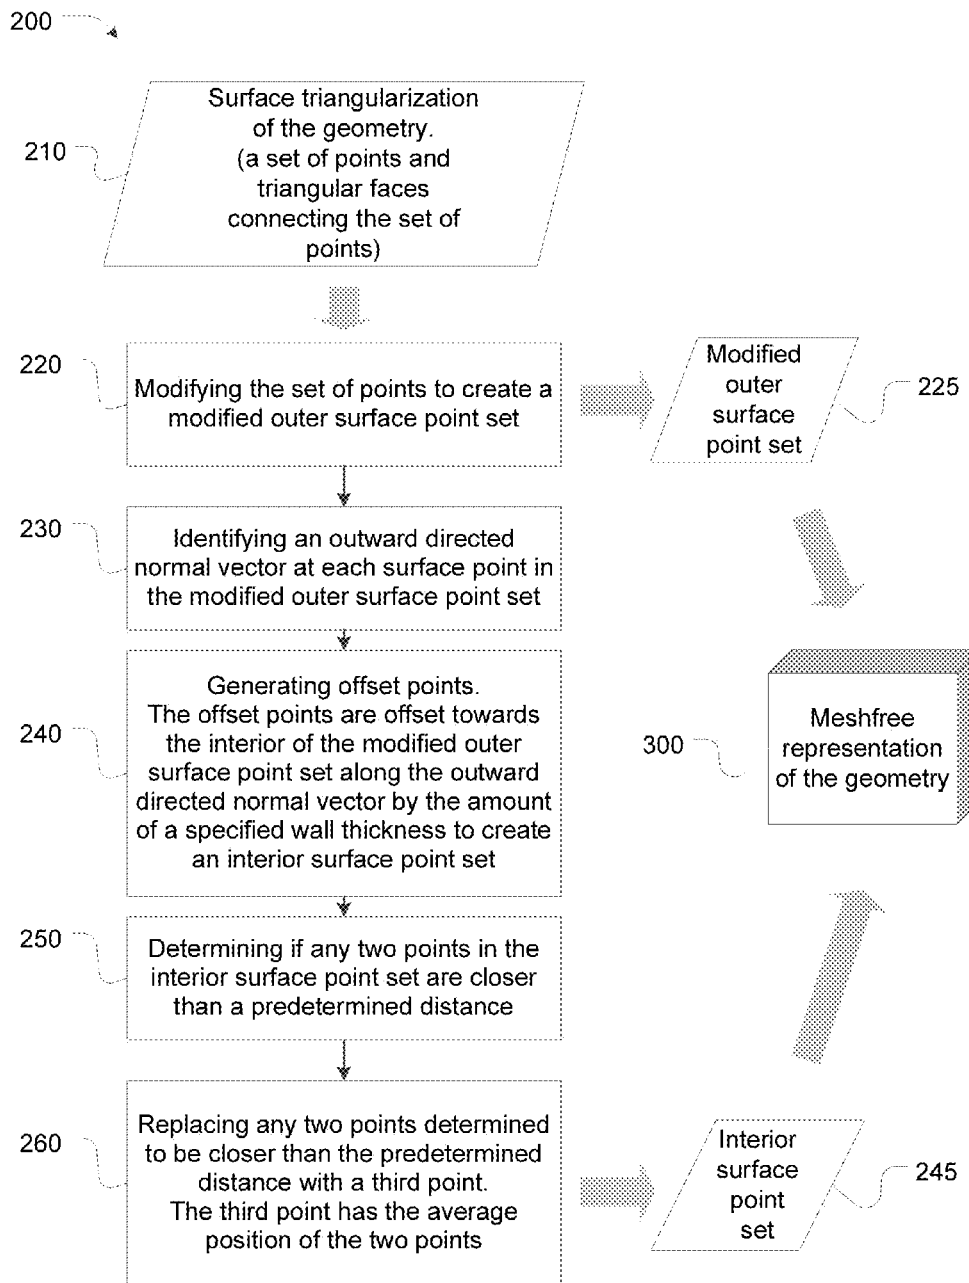 200
Surface triangularization
of the geometry.
(a set of points and
triangular faces
connecting the set of
points)
210
220
Modifying the set of points to create a
modified outer surface point set
Modified
outer
surface
point set
225
230
Identifying an outward directed
normal vector at each surface point in
the modified outer surface point set
240
Generating offset points.
The offset points are offset towards
the interior of the modified outer
surface point set along the outward
directed normal vector by the amount
of a specified wall thickness to create
an interior surface point set
300
Meshfree
representation
of the geometry
250
Determining if any two points in the
interior surface point set are closer
than a predetermined distance
260
Replacing any two points determined
to be closer than the predetermined
distance with a third point.
The third point has the average
position of the two points
Interior
surface
point
set
245